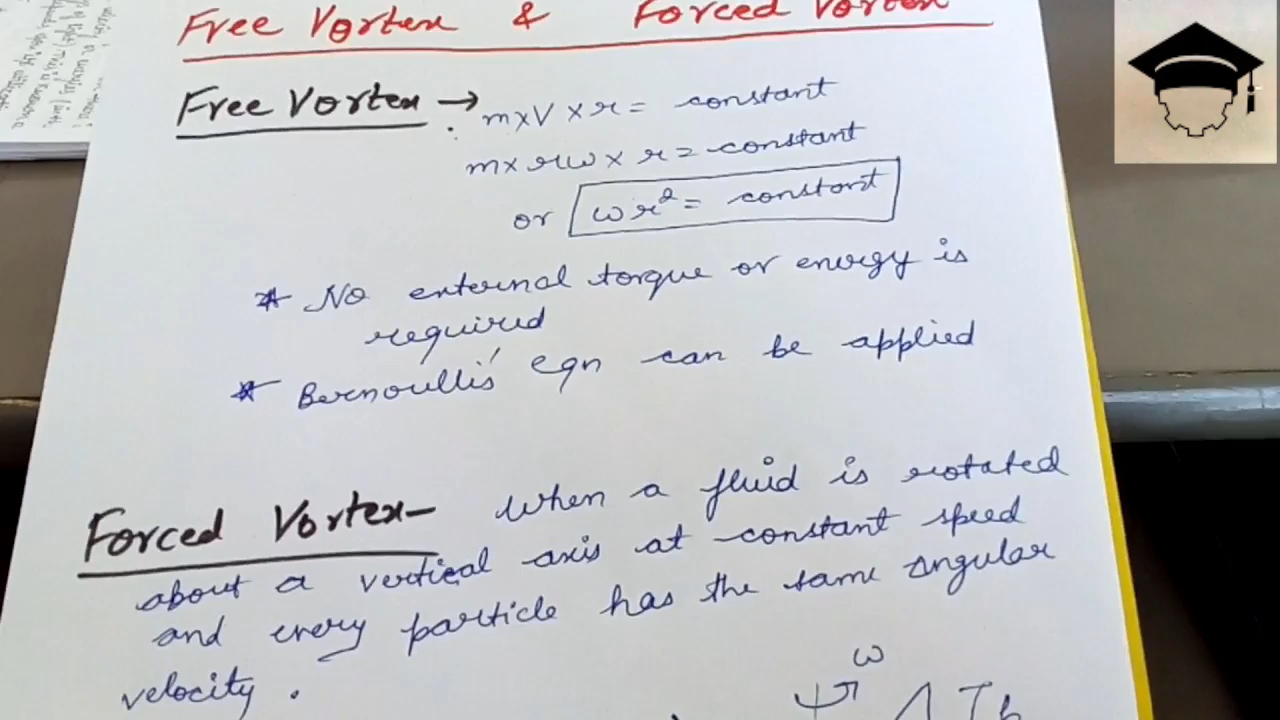 Free Vortex & Forced Vortex
Free Vortex → m×V×r = constant
m×rω×r = constant
or ωr² = constant
* No external torque or energy is
required
* Bernoullis' eqn can be applied
Forced Vortex- When a fluid is rotated
about a vertical axis at constant speed
and every particle has the same angular
velocity.
ω